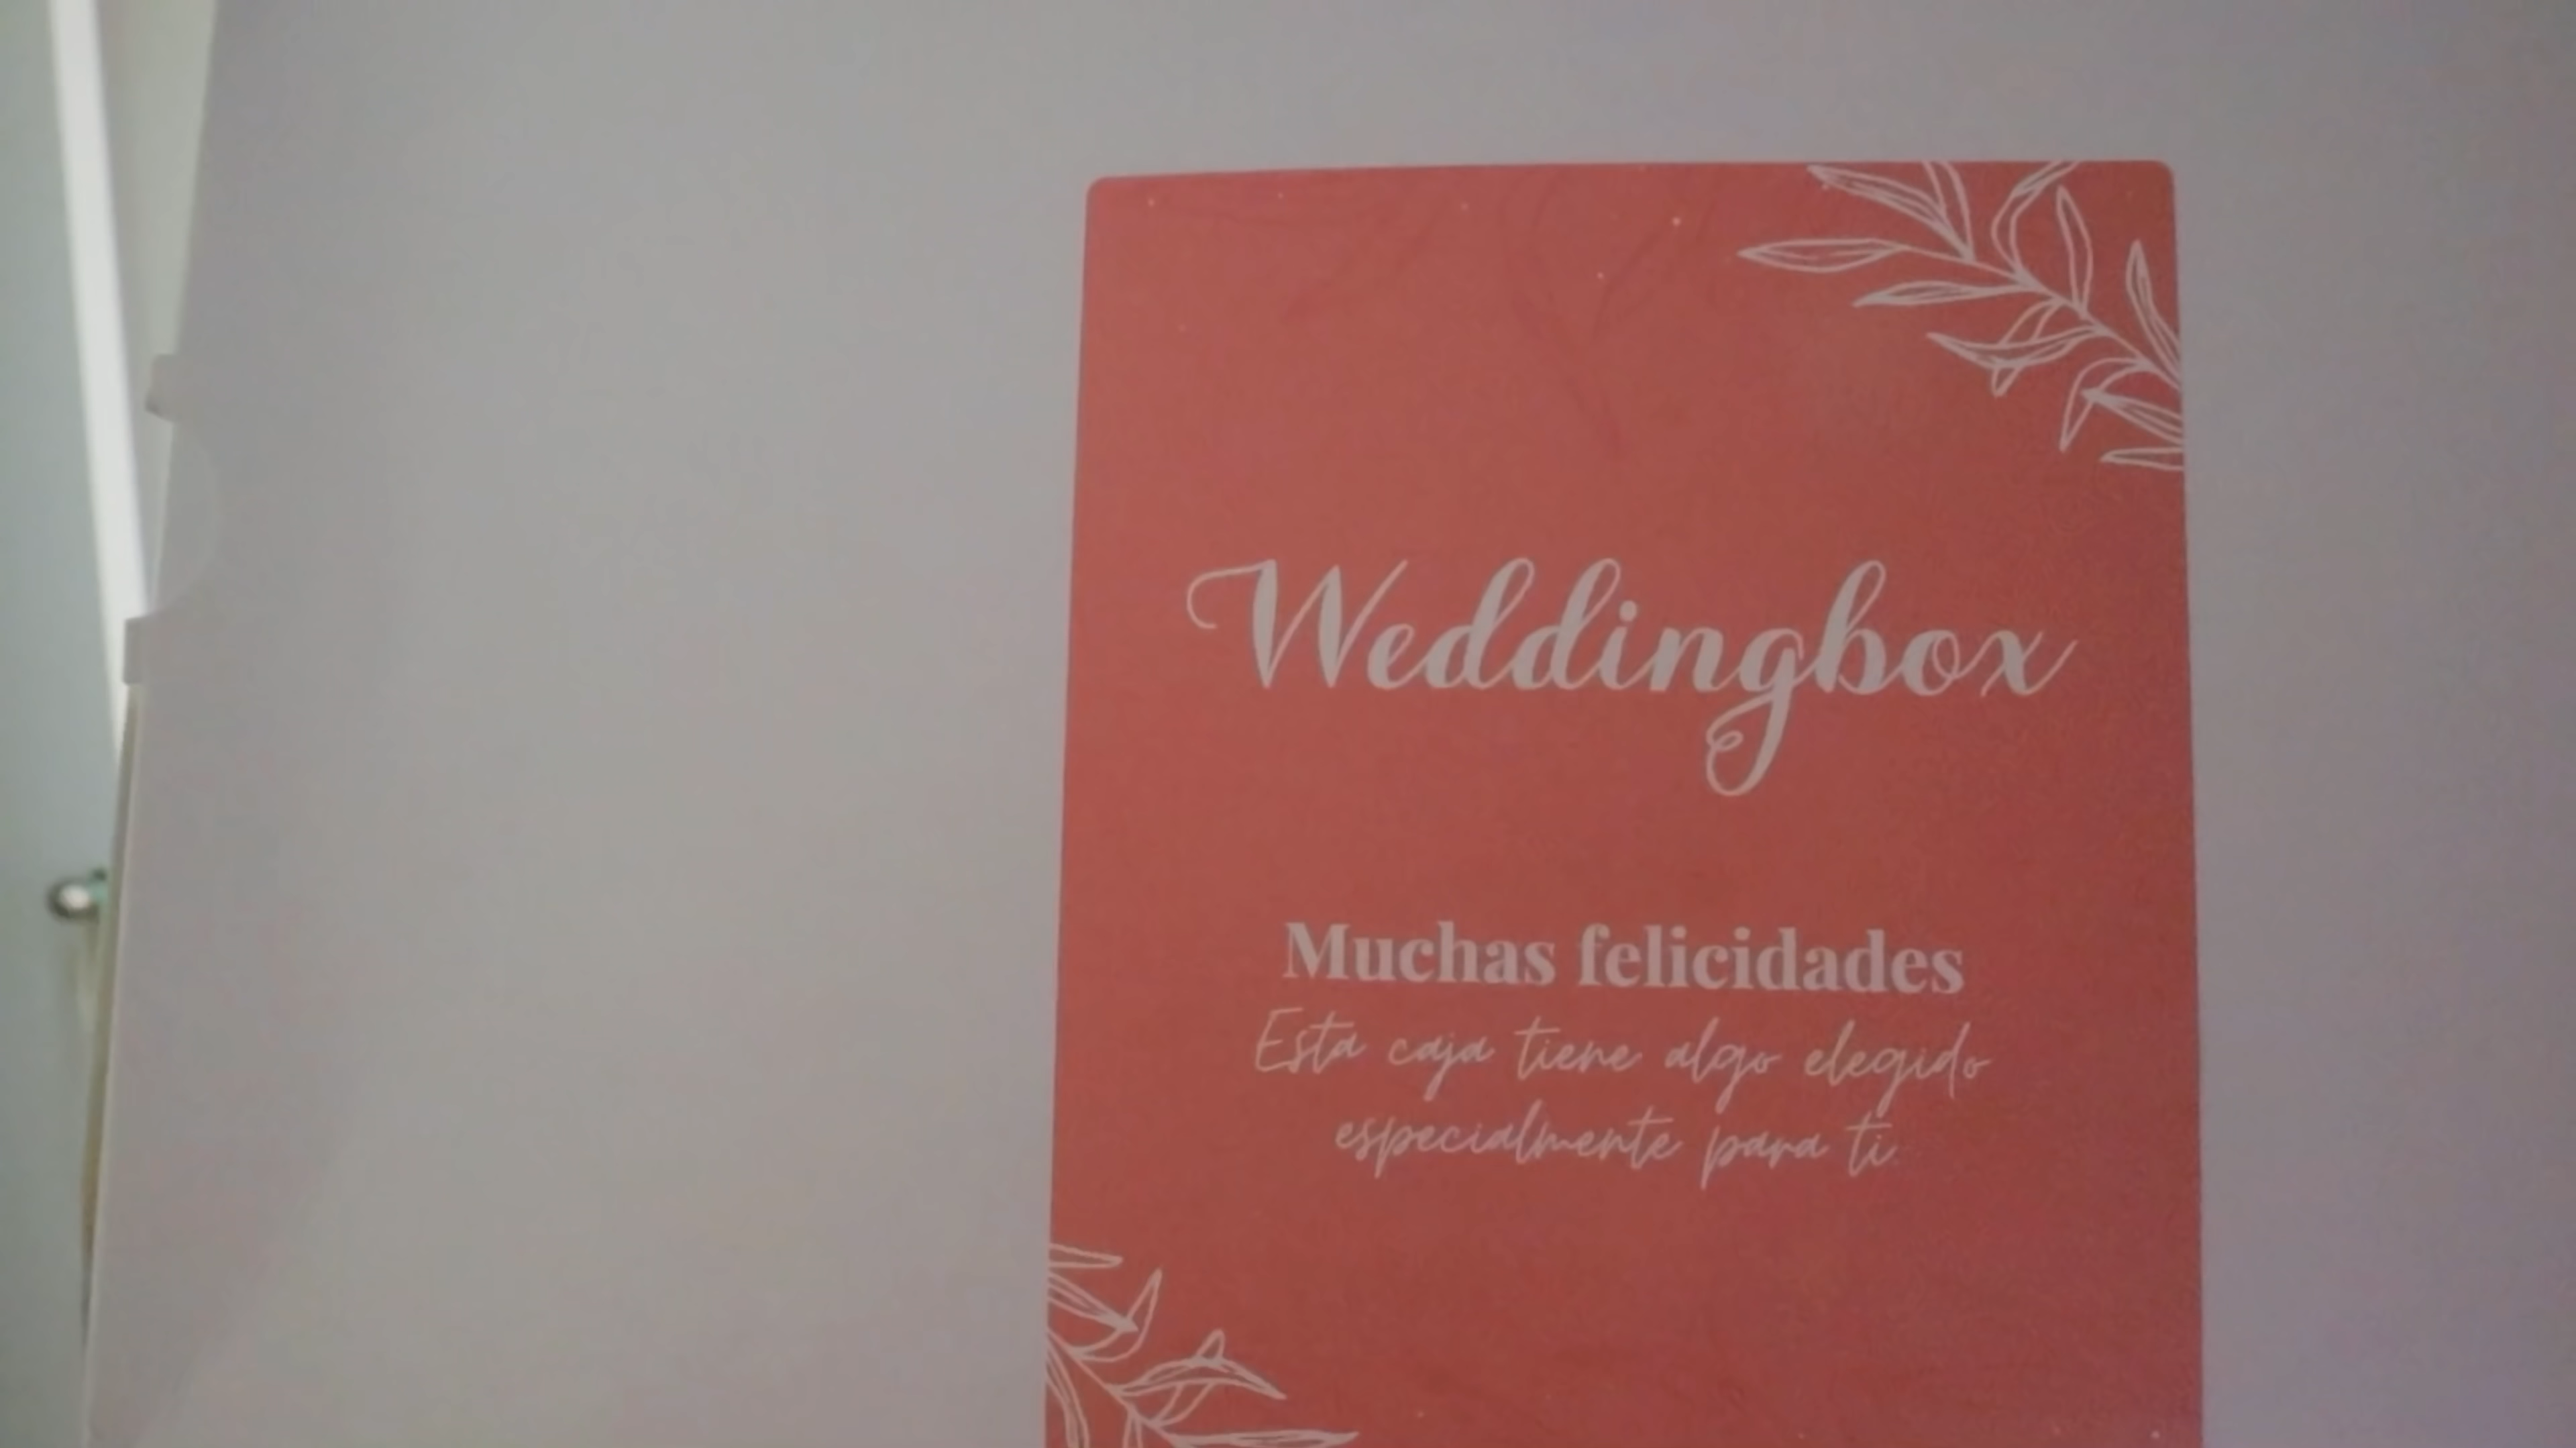 Weddingbox
Muchas felicidades
Esta caja tiene algo elegido
especialmente para ti